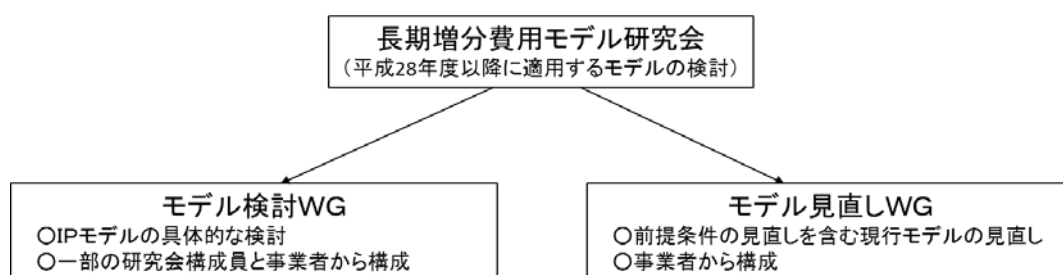 長期増分費用モデル研究会
（平成28年度以降に適用するモデルの検討）
モデル検討WG
○IPモデルの具体的な検討
○一部の研究会構成員と事業者から構成
モデル見直しWG
○前提条件の見直しを含む現行モデルの見直し
○事業者から構成